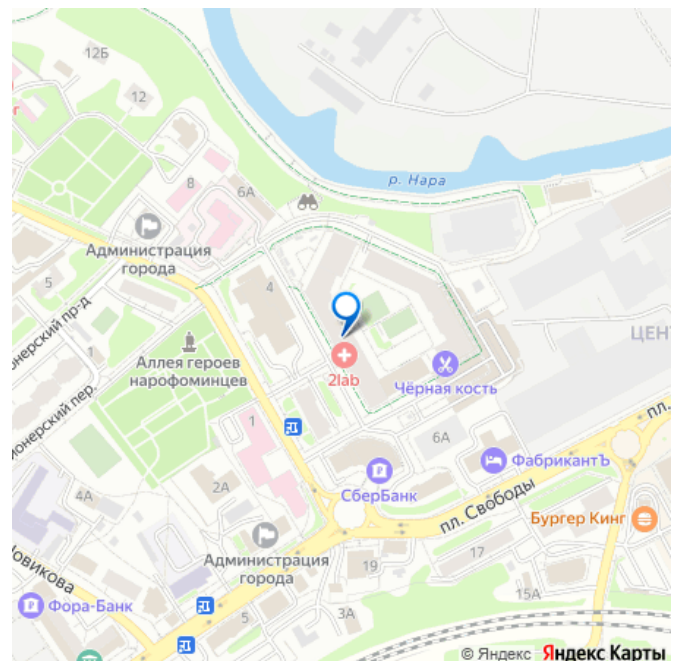 12Б
12
р. Нара
8
6А
Администрация
города
4
5
онерский пр-д
1
Аллея героев
нарофоминцев
2lab
Чёрная кость
ЦЕН
пл.
ионерский пер.
1
6А
ФабрикантЪ
СберБанк
пл. Свободы
Бургер Кинг
4А
2А
Администрация
города
19
17
15А
3А
5
Новикова
Фора-Банк
© Яндекс Яндекс Карты